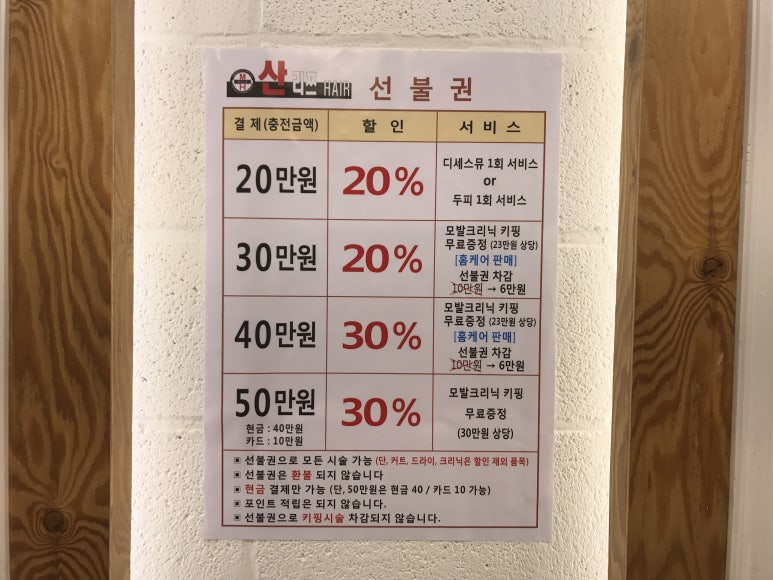 산 리프 HAIR 선불권
결제(충전금액) 할인 서비스
20만원 20% 디세스뮤 1회 서비스
or
두피 1회 서비스
30만원 20% 모발크리닉 키핑
무료증정 (23만원 상당)
[홈케어 판매]
선불권 차감
10만원 → 6만원
40만원 30% 모발크리닉 키핑
무료증정 (23만원 상당)
[홈케어 판매]
선불권 차감
10만원 → 6만원
50만원 30% 모발크리닉 키핑
현금 : 40만원 무료증정
카드 : 10만원 (30만원 상당)
▣ 선불권으로 모든 시술 가능 (단, 커트, 드라이, 크리닉은 할인 제외 품목)
▣ 선불권은 환불 되지 않습니다
▣ 현금 결제만 가능 (단, 50만원은 현금 40 / 카드 10 가능)
▣ 포인트 적립은 되지 않습니다.
▣ 선불권으로 키핑시술 차감되지 않습니다.